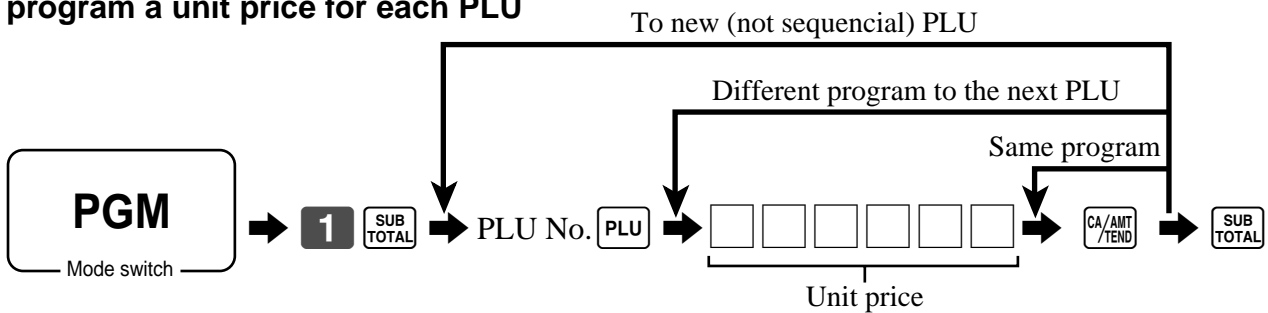 program a unit price for each PLU
To new (not sequencial) PLU
Different program to the next PLU
Same program
PGM
Mode switch
1 SUB TOTAL PLU No. PLU CA/AMT /TEND SUB TOTAL
Unit price